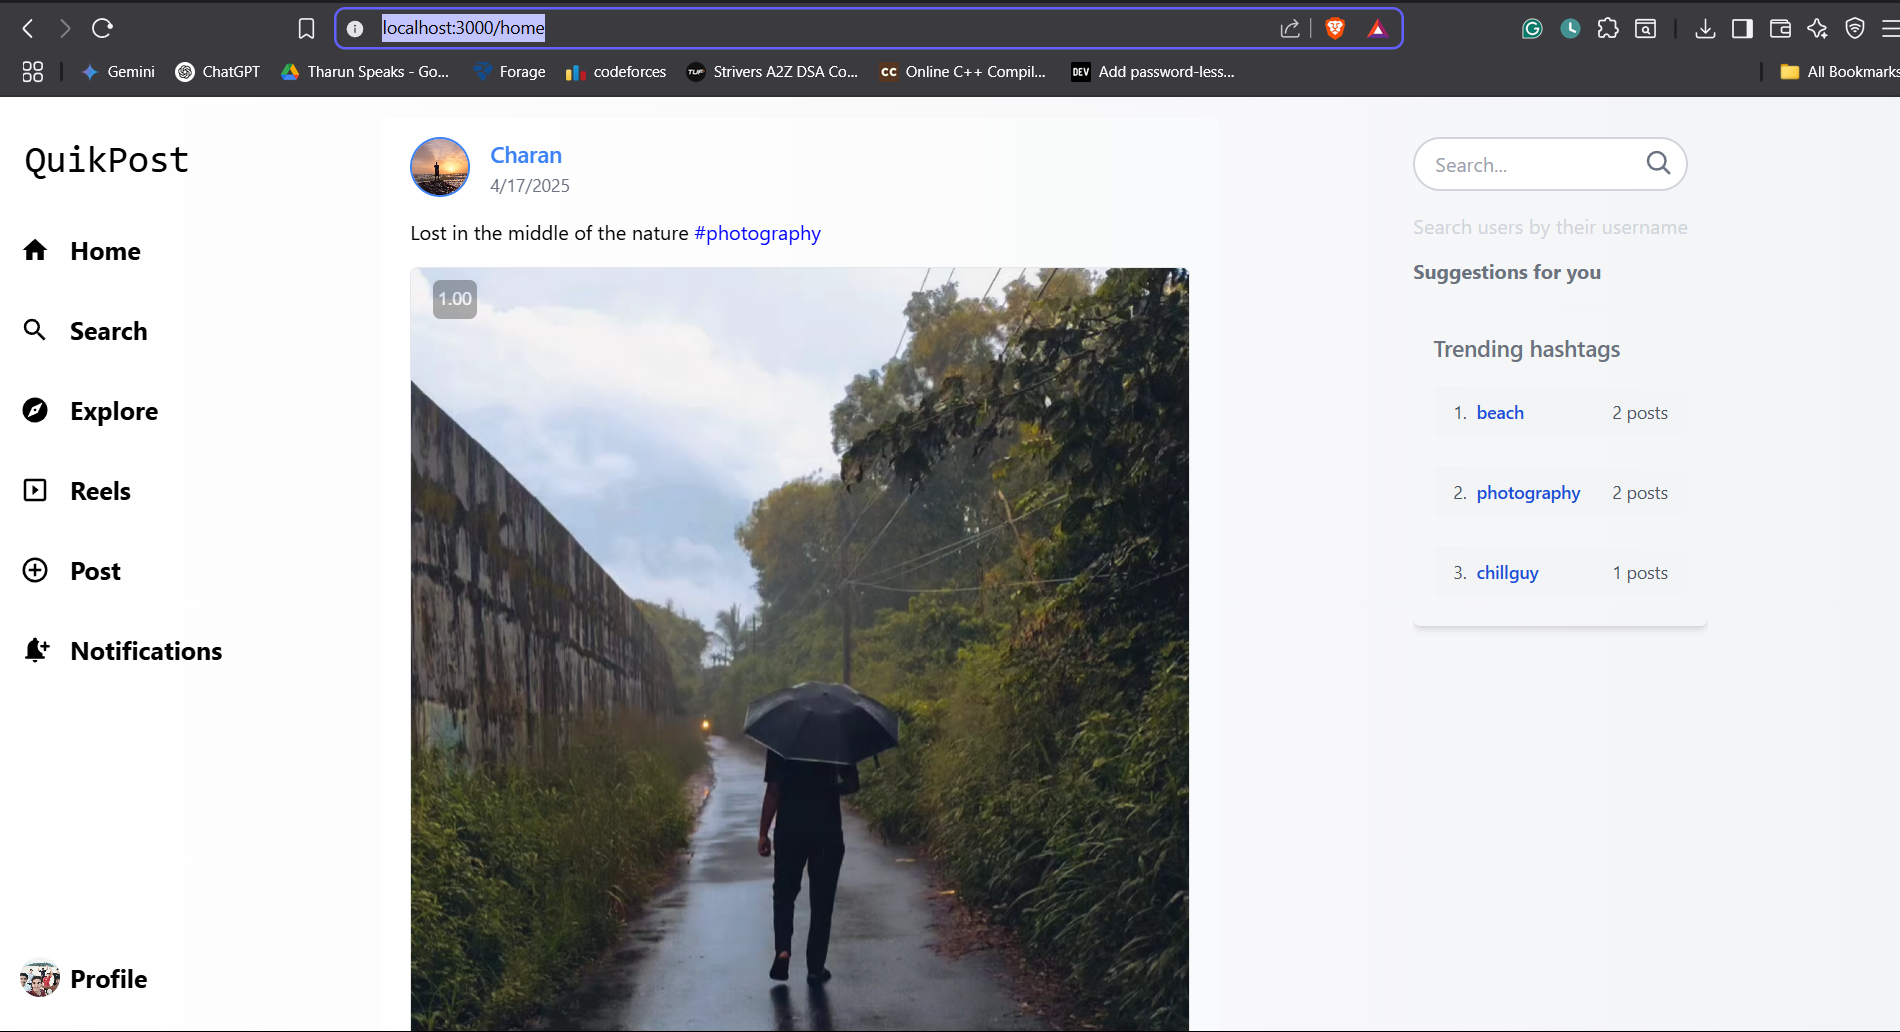 localhost:3000/home
Gemini
ChatGPT
Tharun Speaks - Go...
Forage
codeforces
TUF
Strivers A2Z DSA Co...
CC
Online C++ Compil...
DEV
Add password-less...
All Bookmarks
QuikPost
Home
Search
Explore
Reels
Post
Notifications
Profile
Charan
4/17/2025
Lost in the middle of the nature #photography
1.00
Search...
Search users by their username
Suggestions for you
Trending hashtags
1. beach 2 posts
2. photography 2 posts
3. chillguy 1 posts